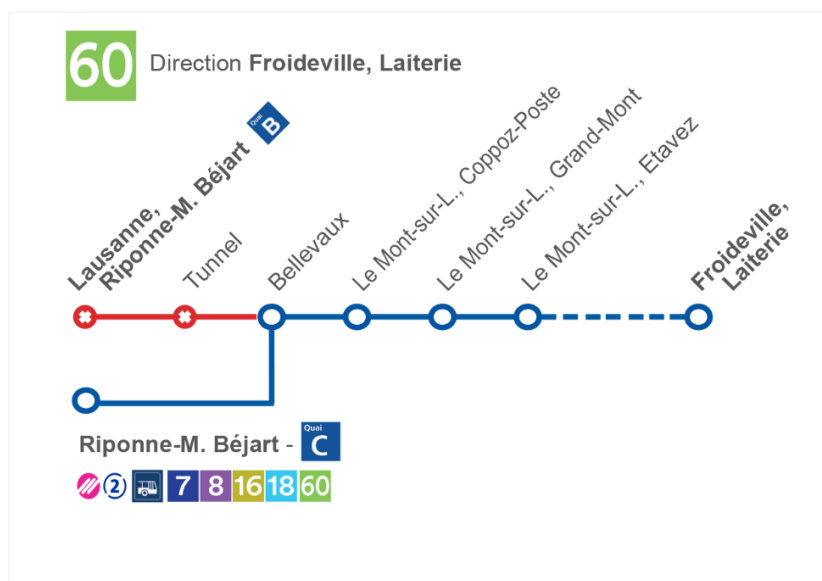 60 Direction Froideville, Laiterie
Lausanne,
Riponne-M. Béjart Quai B
Tunnel
Bellevaux
Le Mont-sur-L., Coppoz-Poste
Le Mont-sur-L., Grand-Mont
Le Mont-sur-L., Etavez
Froideville,
Laiterie
Riponne-M. Béjart - Quai C
2 7 8 16 18 60